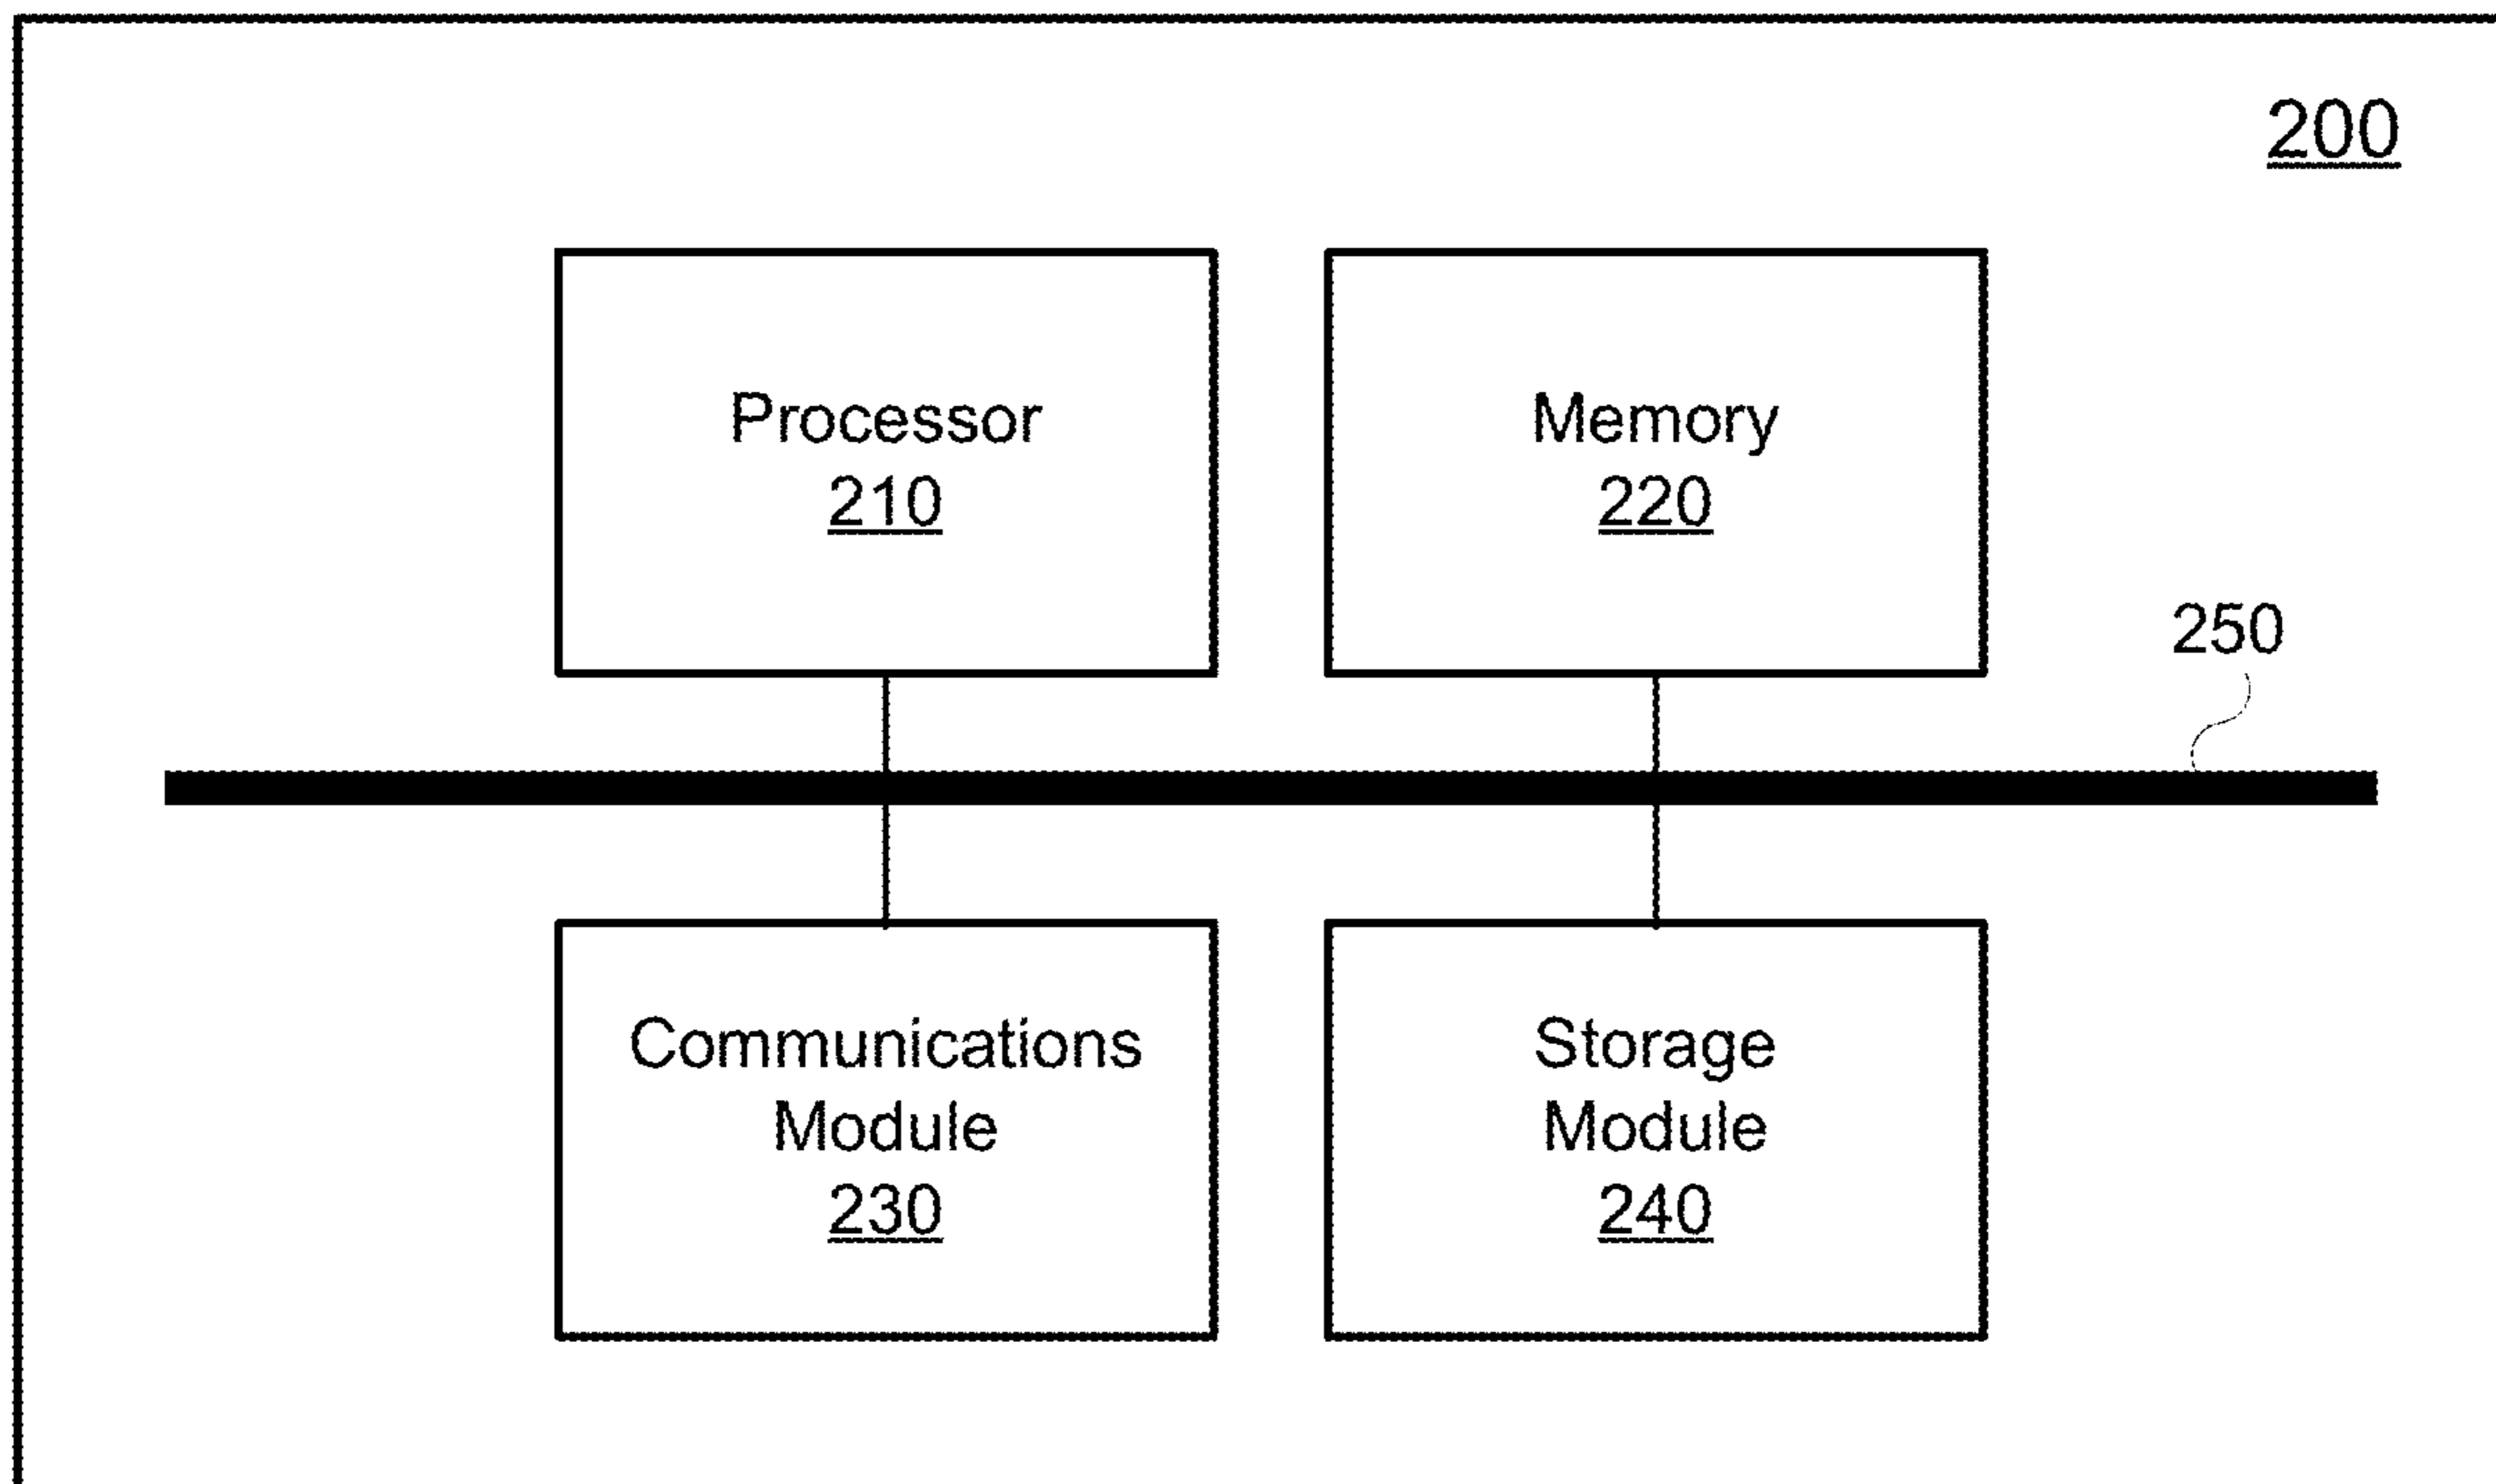 200
Processor
210
Memory
220
250
Communications
Module
230
Storage
Module
240